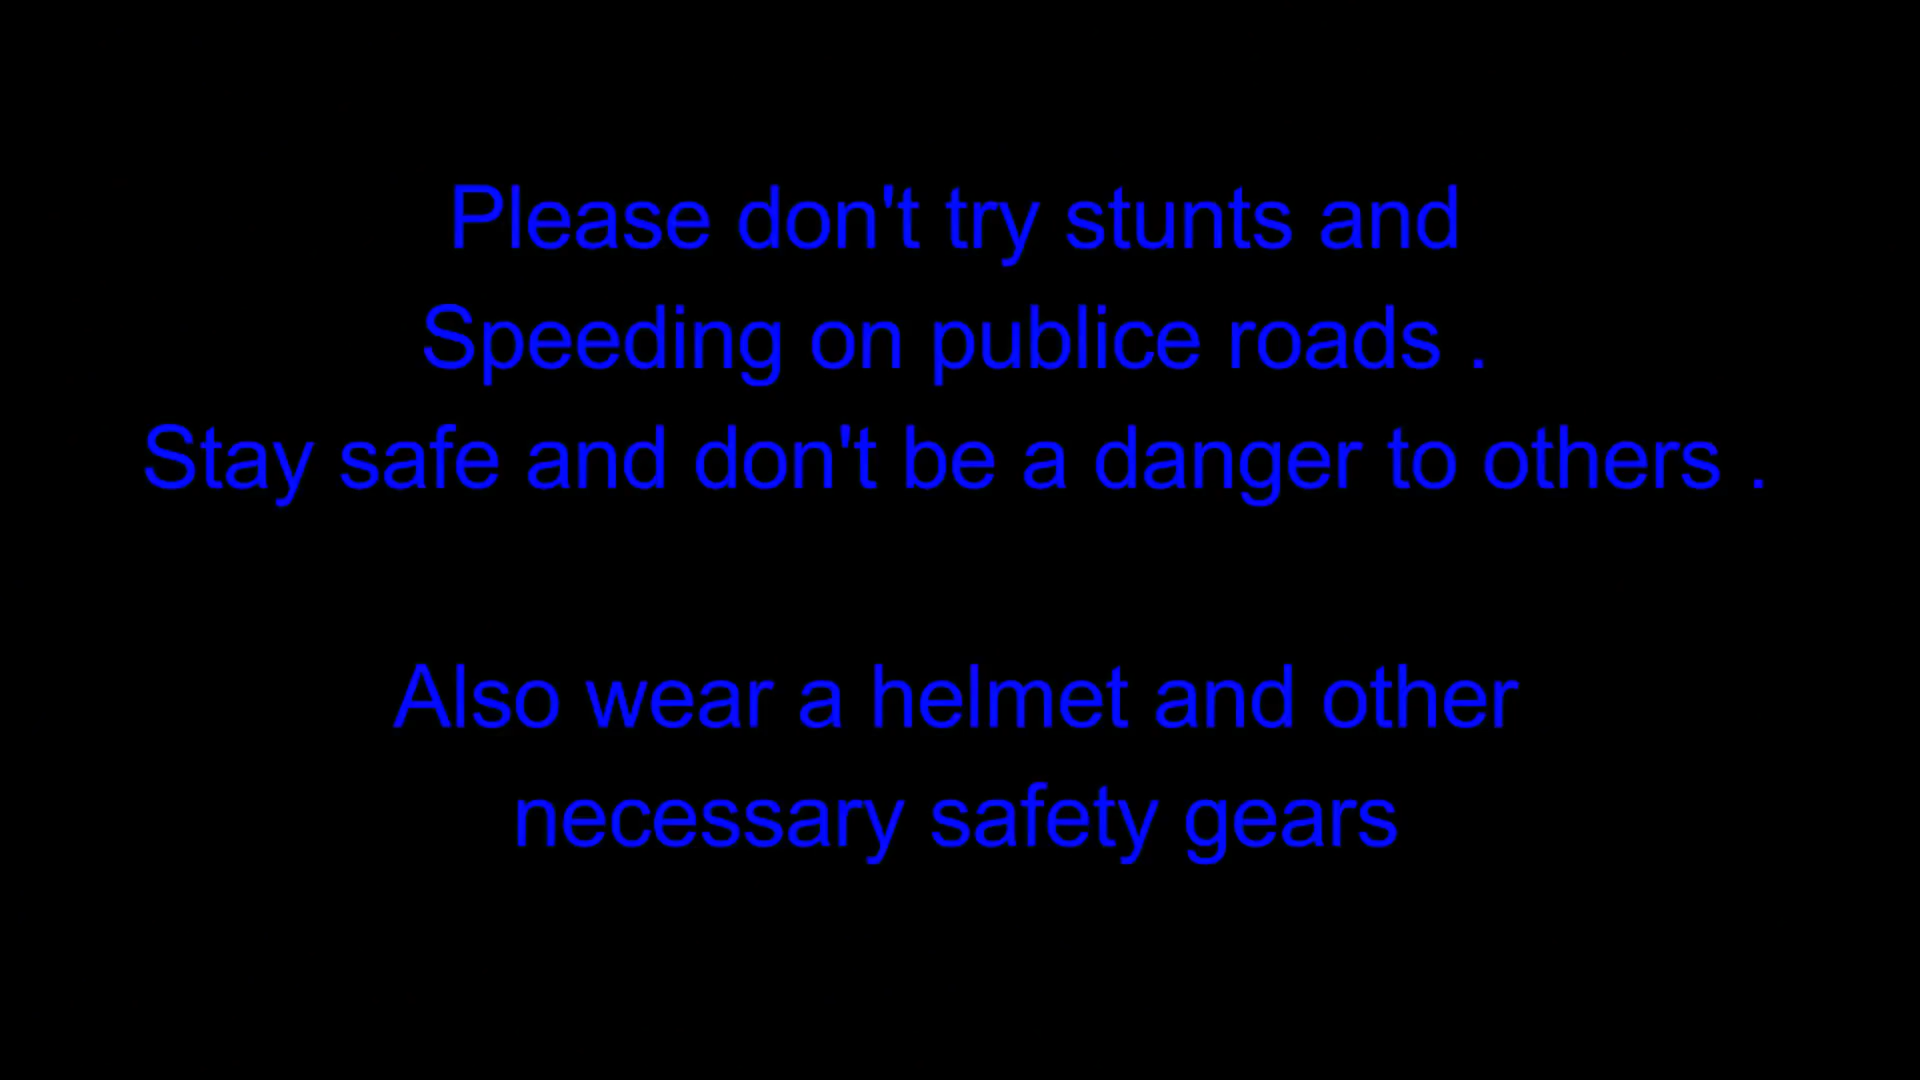 Please don't try stunts and
Speeding on publice roads .
Stay safe and don't be a danger to others .
Also wear a helmet and other
necessary safety gears